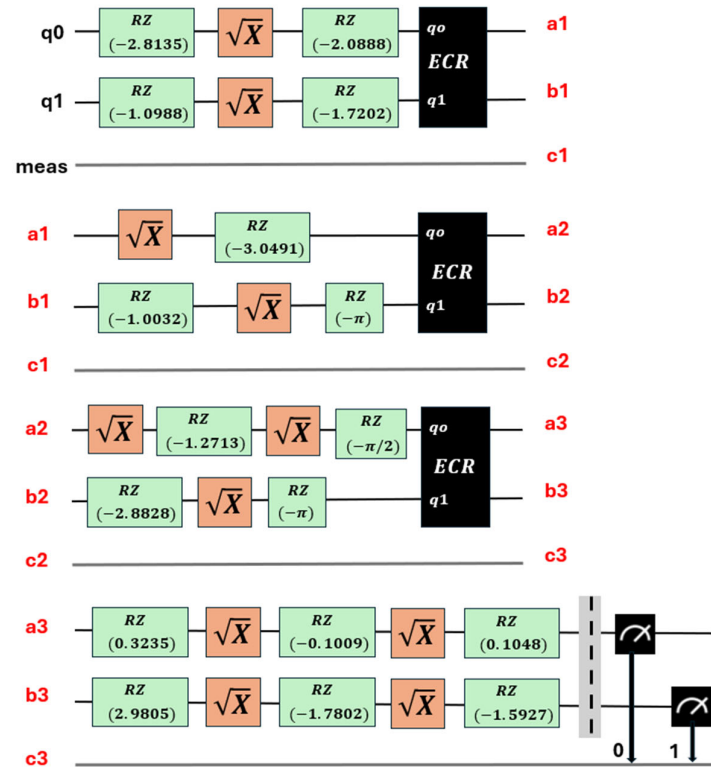 q0 RZ (−2.8135) √X RZ (−2.0888) qo a1
ECR
q1 RZ (−1.0988) √X RZ (−1.7202) q1 b1
meas c1
a1 √X RZ (−3.0491) qo a2
ECR
b1 RZ (−1.0032) √X RZ (−π) q1 b2
c1 c2
a2 √X RZ (−1.2713) √X RZ (−π/2) qo a3
ECR
b2 RZ (−2.8828) √X RZ (−π) q1 b3
c2 c3
a3 RZ (0.3235) √X RZ (−0.1009) √X RZ (0.1048)
b3 RZ (2.9805) √X RZ (−1.7802) √X RZ (−1.5927)
0 1
c3